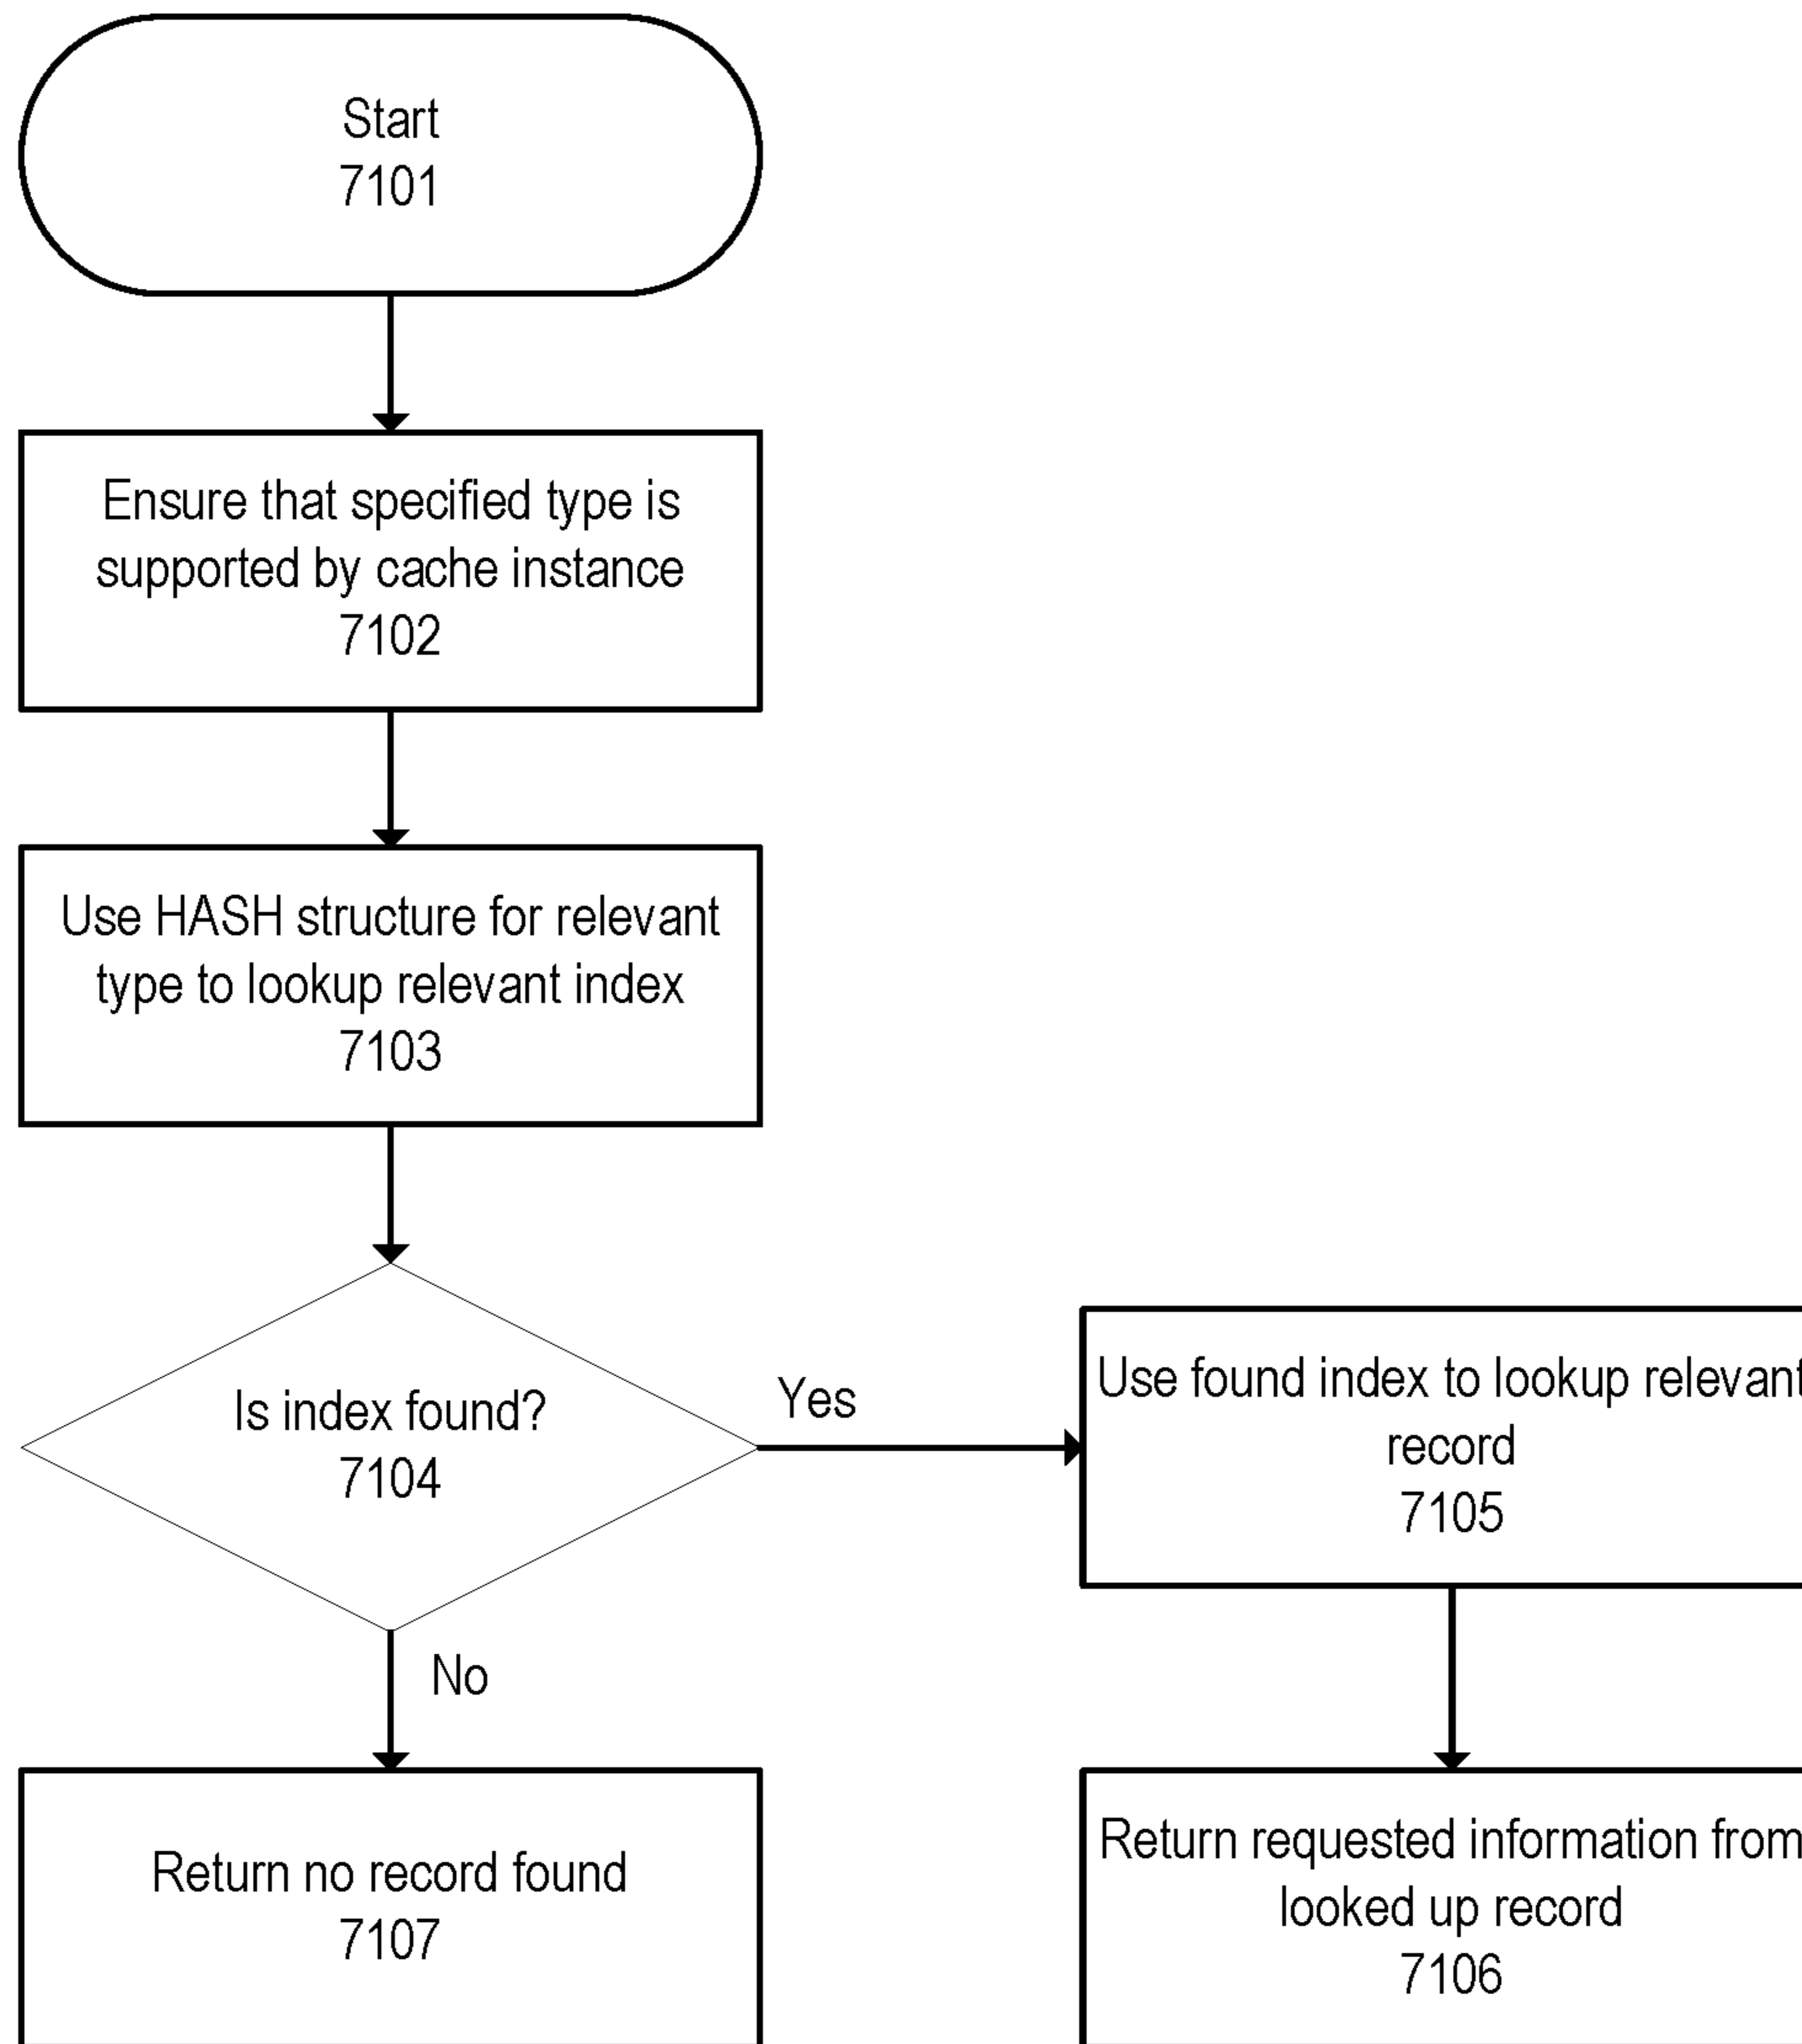 Start
7101
Ensure that specified type is
supported by cache instance
7102
Use HASH structure for relevant
type to lookup relevant index
7103
Is index found?
7104
Yes
Use found index to lookup relevant
record
7105
No
Return no record found
7107
Return requested information from
looked up record
7106